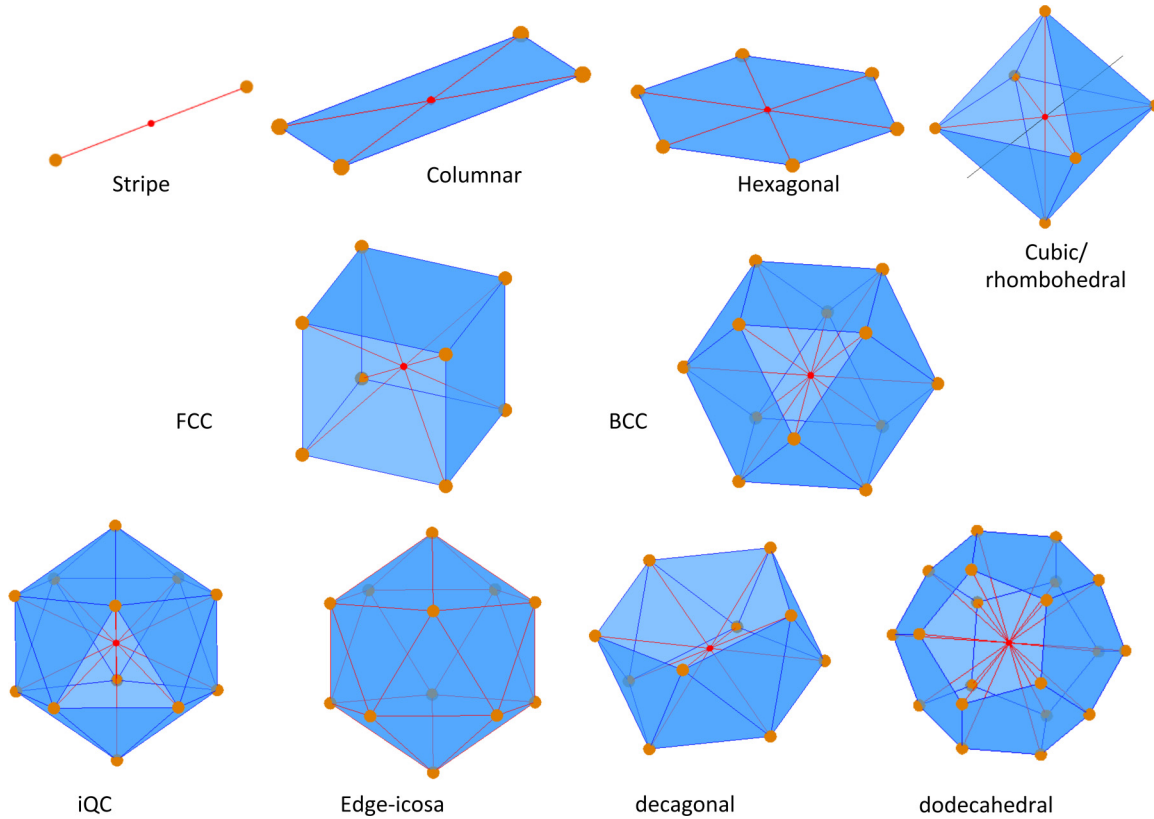 Stripe
Columnar
Hexagonal
Cubic/
rhombohedral
FCC
BCC
iQC
Edge-icosa
decagonal
dodecahedral